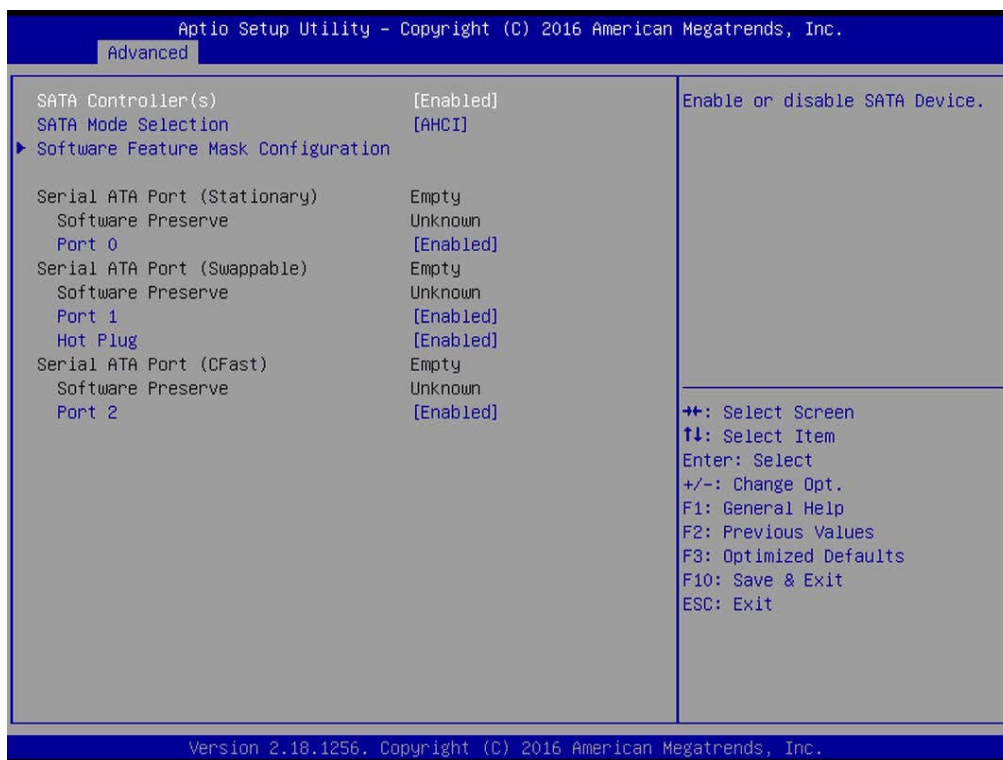 Aptio Setup Utility – Copyright (C) 2016 American Megatrends, Inc.
Advanced
SATA Controller(s) [Enabled]
SATA Mode Selection [AHCI]
▶ Software Feature Mask Configuration
Serial ATA Port (Stationary) Empty
Software Preserve Unknown
Port 0 [Enabled]
Serial ATA Port (Swappable) Empty
Software Preserve Unknown
Port 1 [Enabled]
Hot Plug [Enabled]
Serial ATA Port (CFast) Empty
Software Preserve Unknown
Port 2 [Enabled]
Enable or disable SATA Device.
→←: Select Screen
↑↓: Select Item
Enter: Select
+/-: Change Opt.
F1: General Help
F2: Previous Values
F3: Optimized Defaults
F10: Save & Exit
ESC: Exit
Version 2.18.1256. Copyright (C) 2016 American Megatrends, Inc.